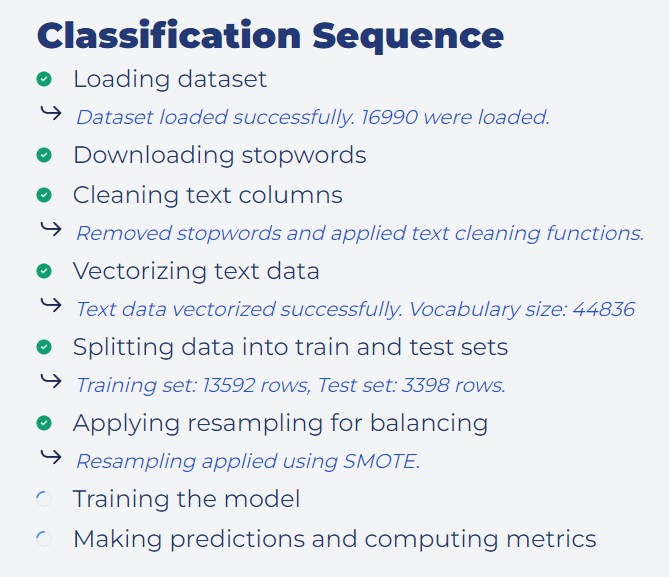 Classification Sequence
Loading dataset
Dataset loaded successfully. 16990 were loaded.
Downloading stopwords
Cleaning text columns
Removed stopwords and applied text cleaning functions.
Vectorizing text data
Text data vectorized successfully. Vocabulary size: 44836
Splitting data into train and test sets
Training set: 13592 rows, Test set: 3398 rows.
Applying resampling for balancing
Resampling applied using SMOTE.
Training the model
Making predictions and computing metrics